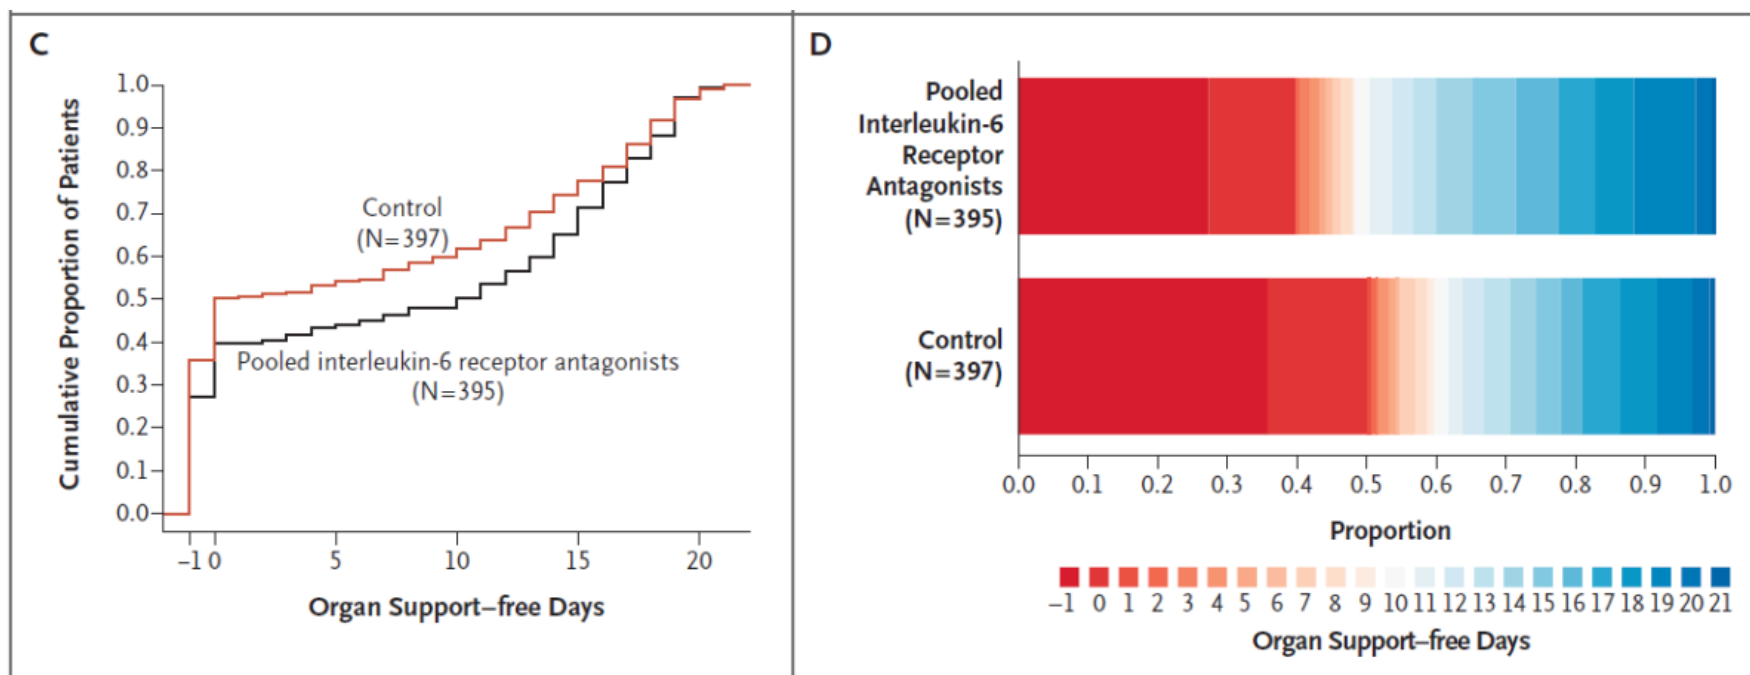 C
Cumulative Proportion of Patients
1.0
0.9
0.8
0.7
0.6
0.5
0.4
0.3
0.2
0.1
0.0
Control
(N=397)
Pooled interleukin-6 receptor antagonists
(N=395)
−1 0 5 10 15 20
Organ Support–free Days
D
Pooled
Interleukin-6
Receptor
Antagonists
(N=395)
Control
(N=397)
0.0 0.1 0.2 0.3 0.4 0.5 0.6 0.7 0.8 0.9 1.0
Proportion
−1 0 1 2 3 4 5 6 7 8 9 10 11 12 13 14 15 16 17 18 19 20 21
Organ Support–free Days